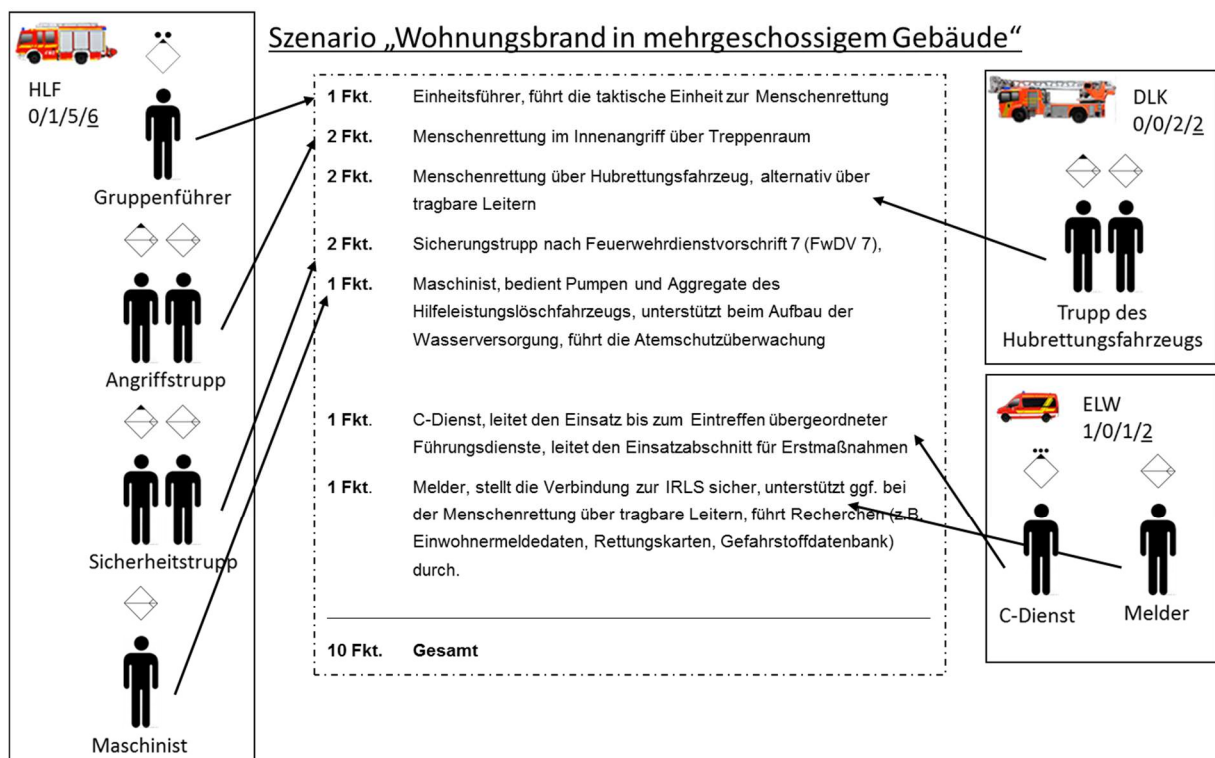 Szenario „Wohnungsbrand in mehrgeschossigem Gebäude“
HLF
0/1/5/6
Gruppenführer
Angriffstrupp
Sicherheitstrupp
Maschinist
1 Fkt. Einheitsführer, führt die taktische Einheit zur Menschenrettung
2 Fkt. Menschenrettung im Innenangriff über Treppenraum
2 Fkt. Menschenrettung über Hubrettungsfahrzeug, alternativ über
tragbare Leitern
2 Fkt. Sicherungstrupp nach Feuerwehrdienstvorschrift 7 (FwDV 7),
1 Fkt. Maschinist, bedient Pumpen und Aggregate des
Hilfeleistungslöschfahrzeugs, unterstützt beim Aufbau der
Wasserversorgung, führt die Atemschutzüberwachung
1 Fkt. C-Dienst, leitet den Einsatz bis zum Eintreffen übergeordneter
Führungsdienste, leitet den Einsatzabschnitt für Erstmaßnahmen
1 Fkt. Melder, stellt die Verbindung zur IRLS sicher, unterstützt ggf. bei
der Menschenrettung über tragbare Leitern, führt Recherchen (z.B.
Einwohnermeldedaten, Rettungskarten, Gefahrstoffdatenbank)
durch.
10 Fkt. Gesamt
DLK
0/0/2/2
Trupp des
Hubrettungsfahrzeugs
ELW
1/0/1/2
C-Dienst
Melder